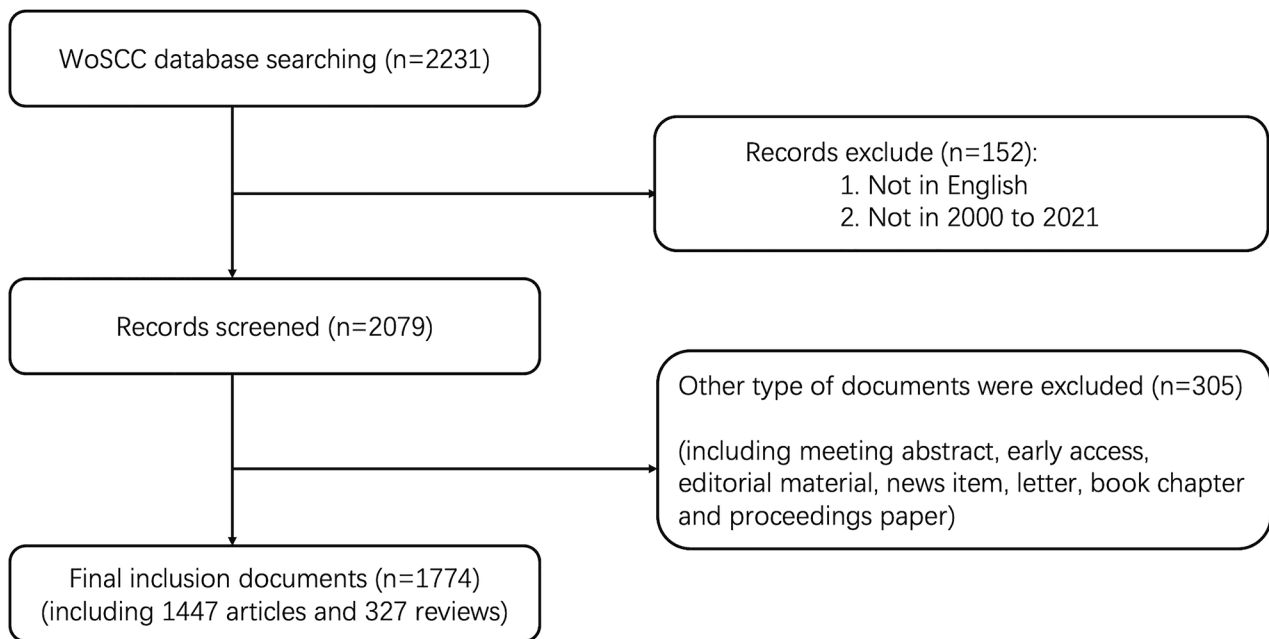 WoSCC database searching (n=2231)
Records exclude (n=152):
1. Not in English
2. Not in 2000 to 2021
Records screened (n=2079)
Other type of documents were excluded (n=305)
(including meeting abstract, early access,
editorial material, news item, letter, book chapter
and proceedings paper)
Final inclusion documents (n=1774)
(including 1447 articles and 327 reviews)